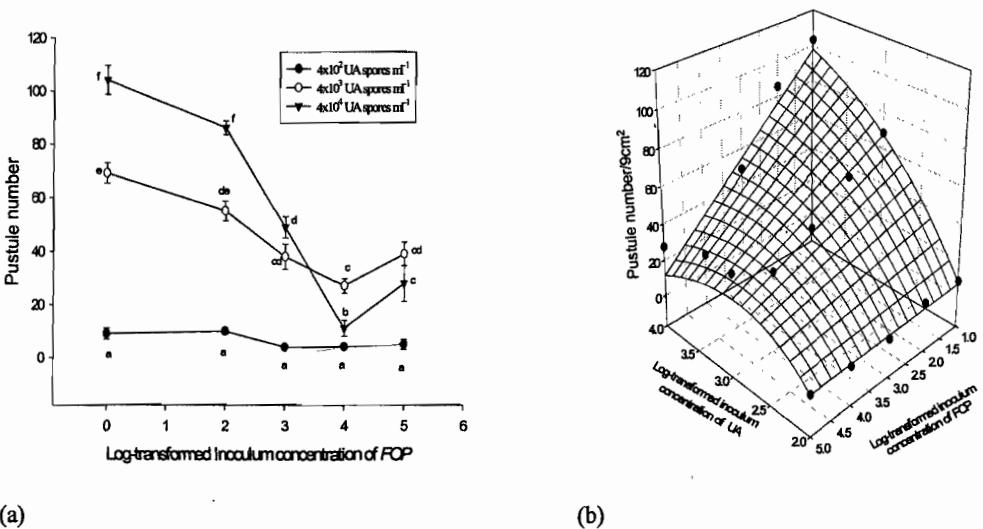 120
100
80
60
40
20
0
Pustule number
4x10² UA spores ml⁻¹
4x10³ UA spores ml⁻¹
4x10⁴ UA spores ml⁻¹
f
f
e
de
d
cd
c
cd
c
b
a
a
a
a
a
0 1 2 3 4 5 6
Log-transformed Inoculum concentration of FOP
(a)
120
100
80
60
40
20
0
Pustule number/9cm²
4.0
3.5
3.0
2.5
2.0
Log-transformed inoculum
concentration of UA
1.0
1.5
2.0
2.5
3.0
3.5
4.0
4.5
5.0
Log-transformed inoculum
concentration of FOP
(b)